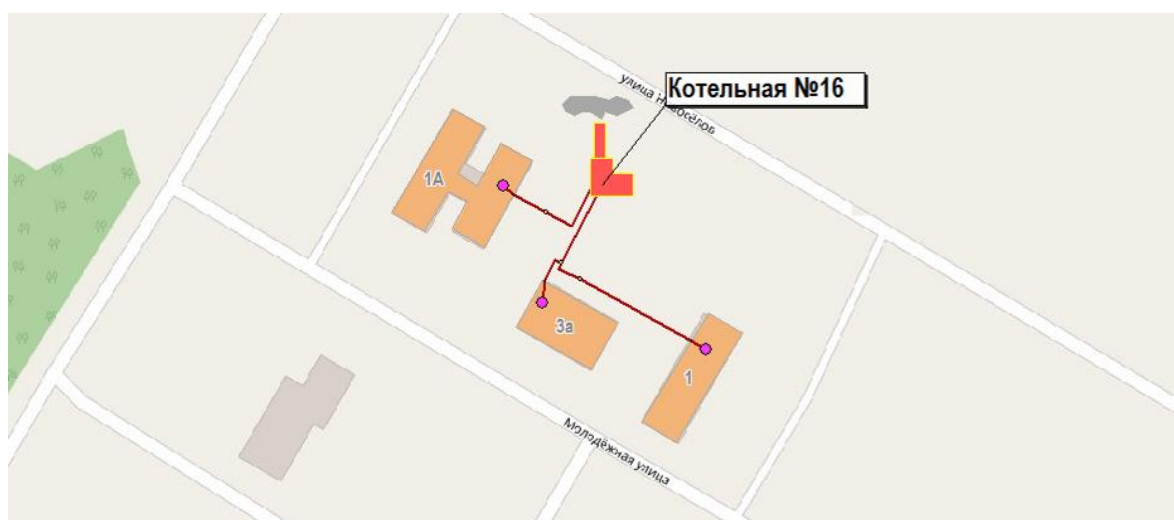 улица Новосёлов
Котельная №16
1А
3а
1
Молодёжная улица